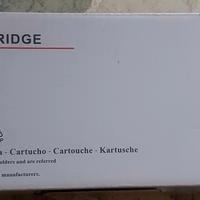 RIDGE
a - Cartucho - Cartouche - Kartusche
olders and are referred
manufacturers.